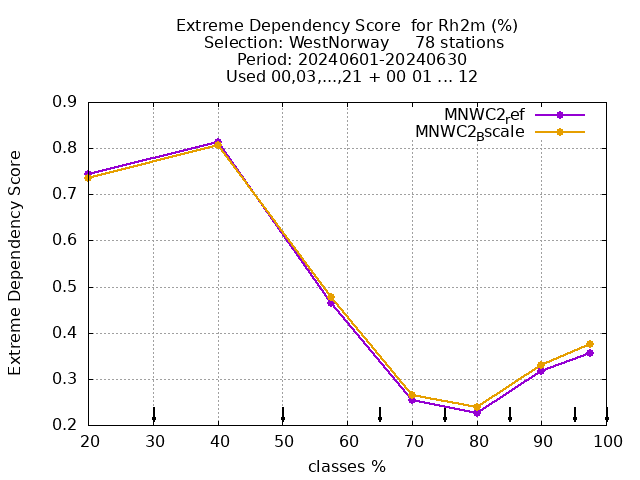 Extreme Dependency Score  for Rh2m (%)
Selection: WestNorway     78 stations
Period: 20240601-20240630
Used 00,03,...,21 + 00 01 ... 12
MNWC2ref
MNWC2Bscale
Extreme Dependency Score
0.9
0.8
0.7
0.6
0.5
0.4
0.3
0.2
20 30 40 50 60 70 80 90 100
classes %